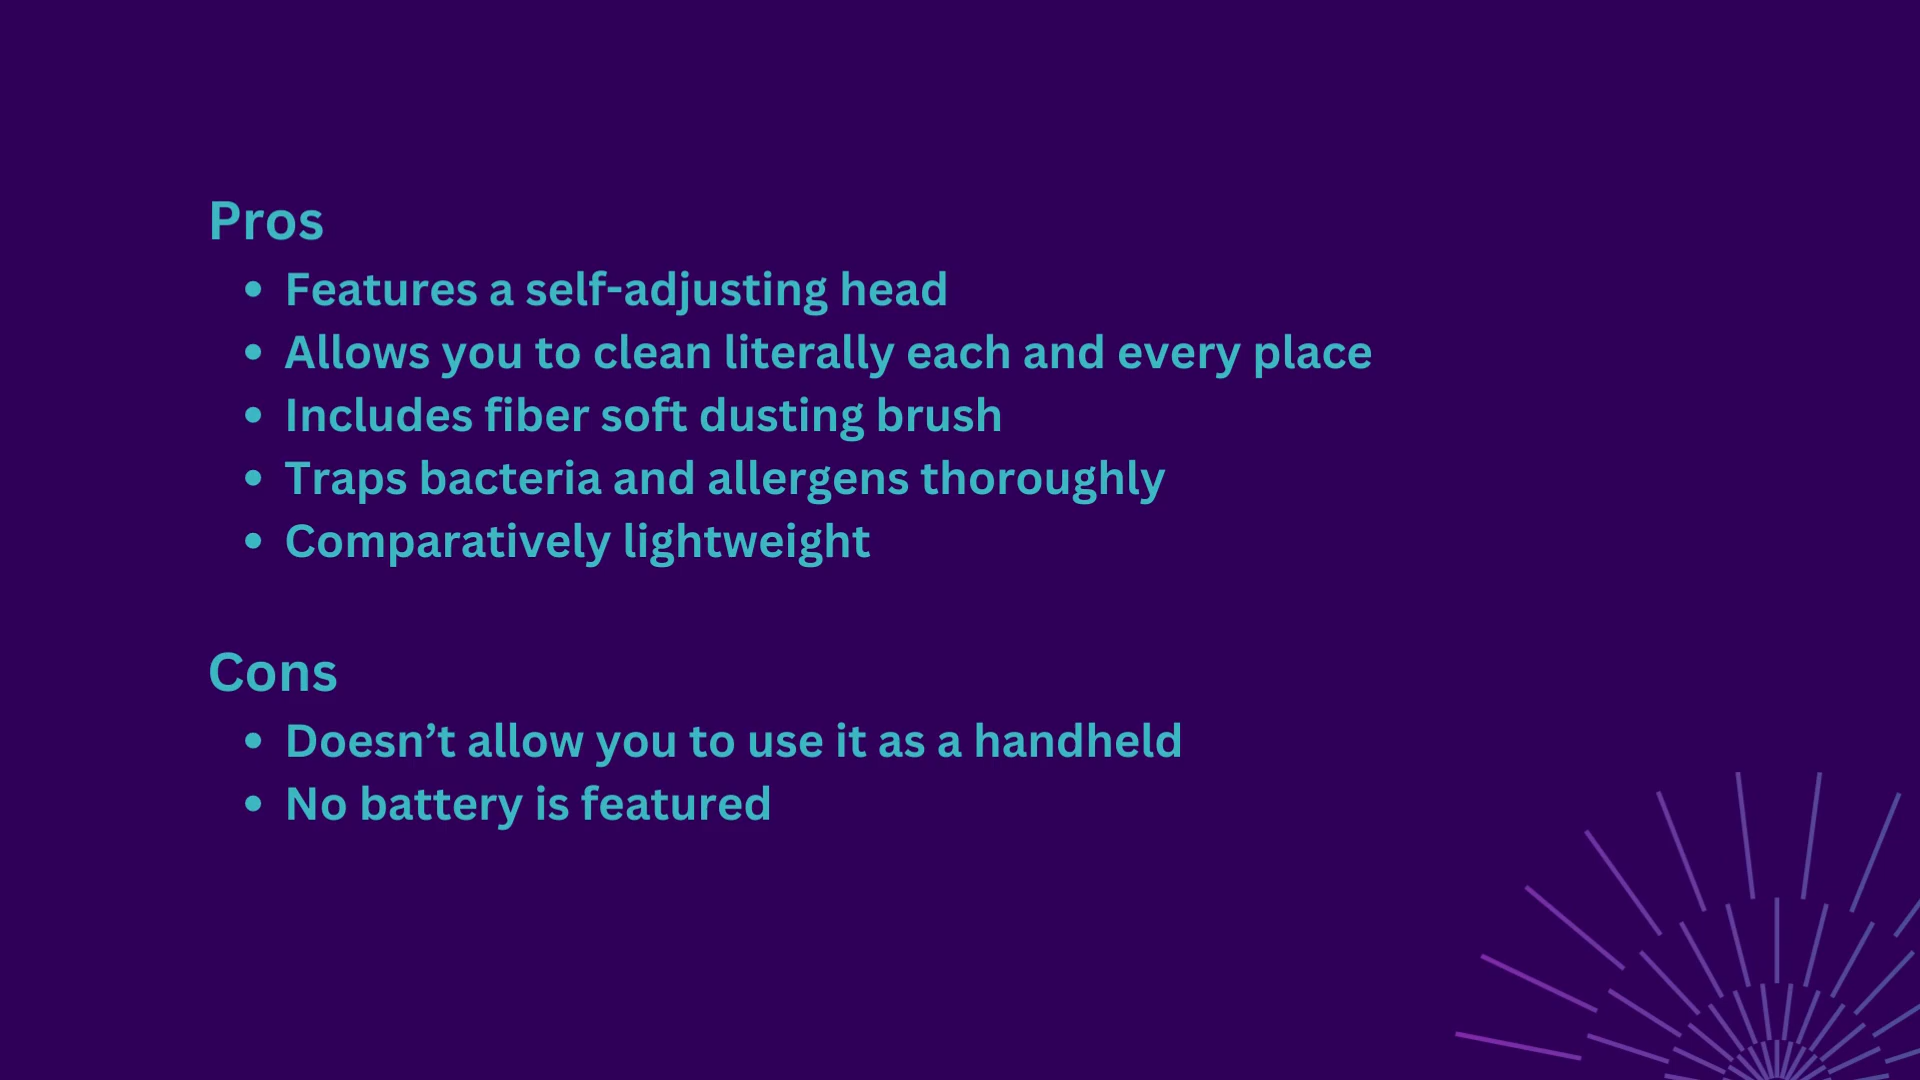 Pros
• Features a self-adjusting head
• Allows you to clean literally each and every place
• Includes fiber soft dusting brush
• Traps bacteria and allergens thoroughly
• Comparatively lightweight
Cons
• Doesn’t allow you to use it as a handheld
• No battery is featured